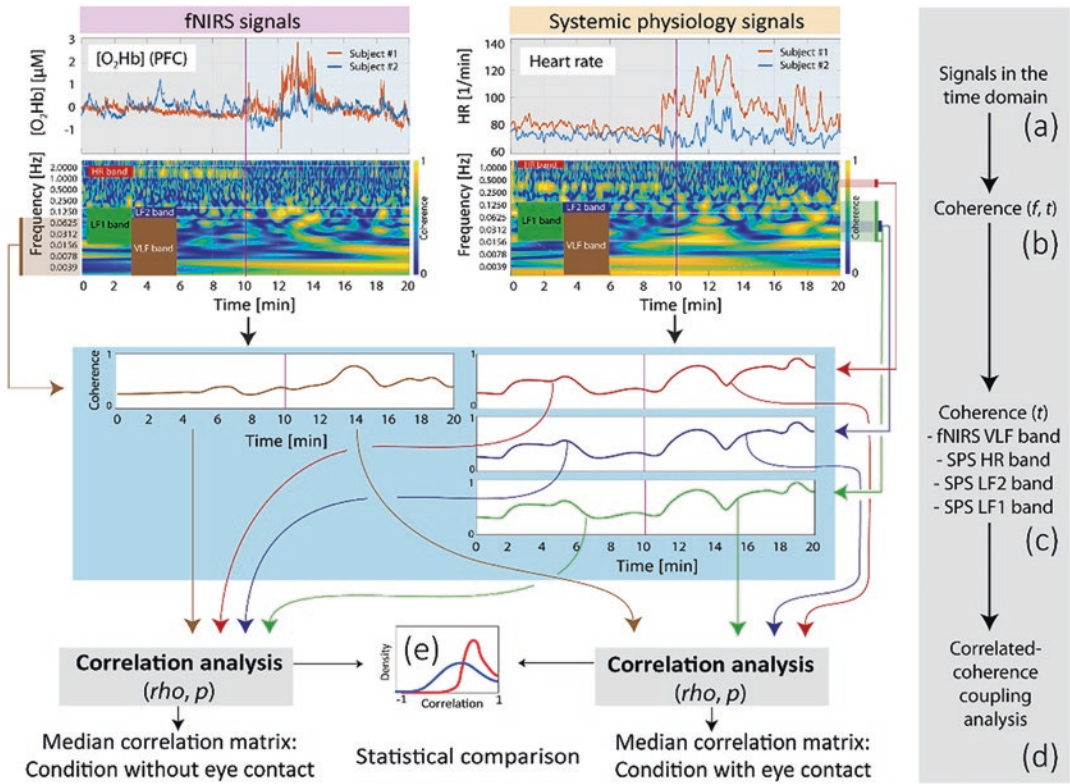 fNIRS signals
Systemic physiology signals
[O₂Hb] [µM]
3
2
1
0
-1
[O₂Hb] (PFC)
Subject #1
Subject #2
HR [1/min]
140
120
100
80
60
Heart rate
Subject #1
Subject #2
Signals in the
time domain
(a)
Frequency [Hz]
2.0000
1.0000
0.5000
0.2500
0.1250
0.0625
0.0312
0.0156
0.0078
0.0039
HR band
LF1 band
LF2 band
VLF band
1
Coherence
0
0 2 4 6 8 10 12 14 16 18 20
Time [min]
Frequency [Hz]
2.0000
1.0000
0.5000
0.2500
0.1250
0.0625
0.0312
0.0156
0.0078
0.0039
HR band
LF1 band
LF2 band
VLF band
1
Coherence
0
0 2 4 6 8 10 12 14 16 18 20
Time [min]
Coherence (f, t)
(b)
Coherence
1
0
0 2 4 6 8 10 12 14 16 18 20
Time [min]
1
0
1
0
1
0
0 2 4 6 8 10 12 14 16 18 20
Time [min]
Coherence (t)
- fNIRS VLF band
- SPS HR band
- SPS LF2 band
- SPS LF1 band
(c)
Correlation analysis
(rho, p)
(e)
Density
-1 Correlation 1
Correlation analysis
(rho, p)
Correlated-
coherence
coupling
analysis
(d)
Median correlation matrix:
Condition without eye contact
Statistical comparison
Median correlation matrix:
Condition with eye contact